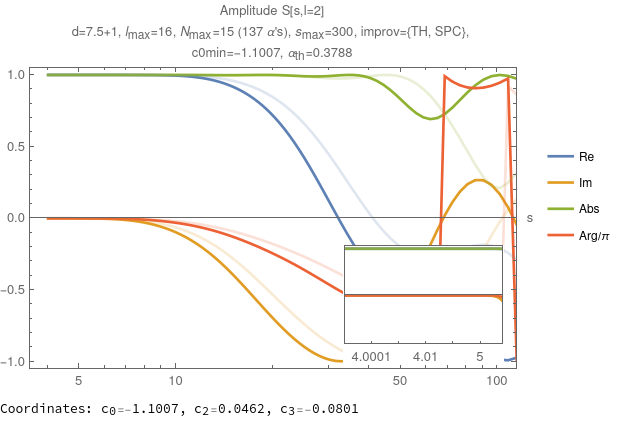 Amplitude S[s,l=2]
d=7.5+1, lmax=16, Nmax=15 (137 α's), smax=300, improv={TH, SPC},
c0min=-1.1007, αth=0.3788
1.0
0.5
0.0
-0.5
-1.0
s
Re
Im
Abs
Arg/π
4.0001 4.01 5
5 10 50 100
Coordinates: c0=-1.1007, c2=0.0462, c3=-0.0801